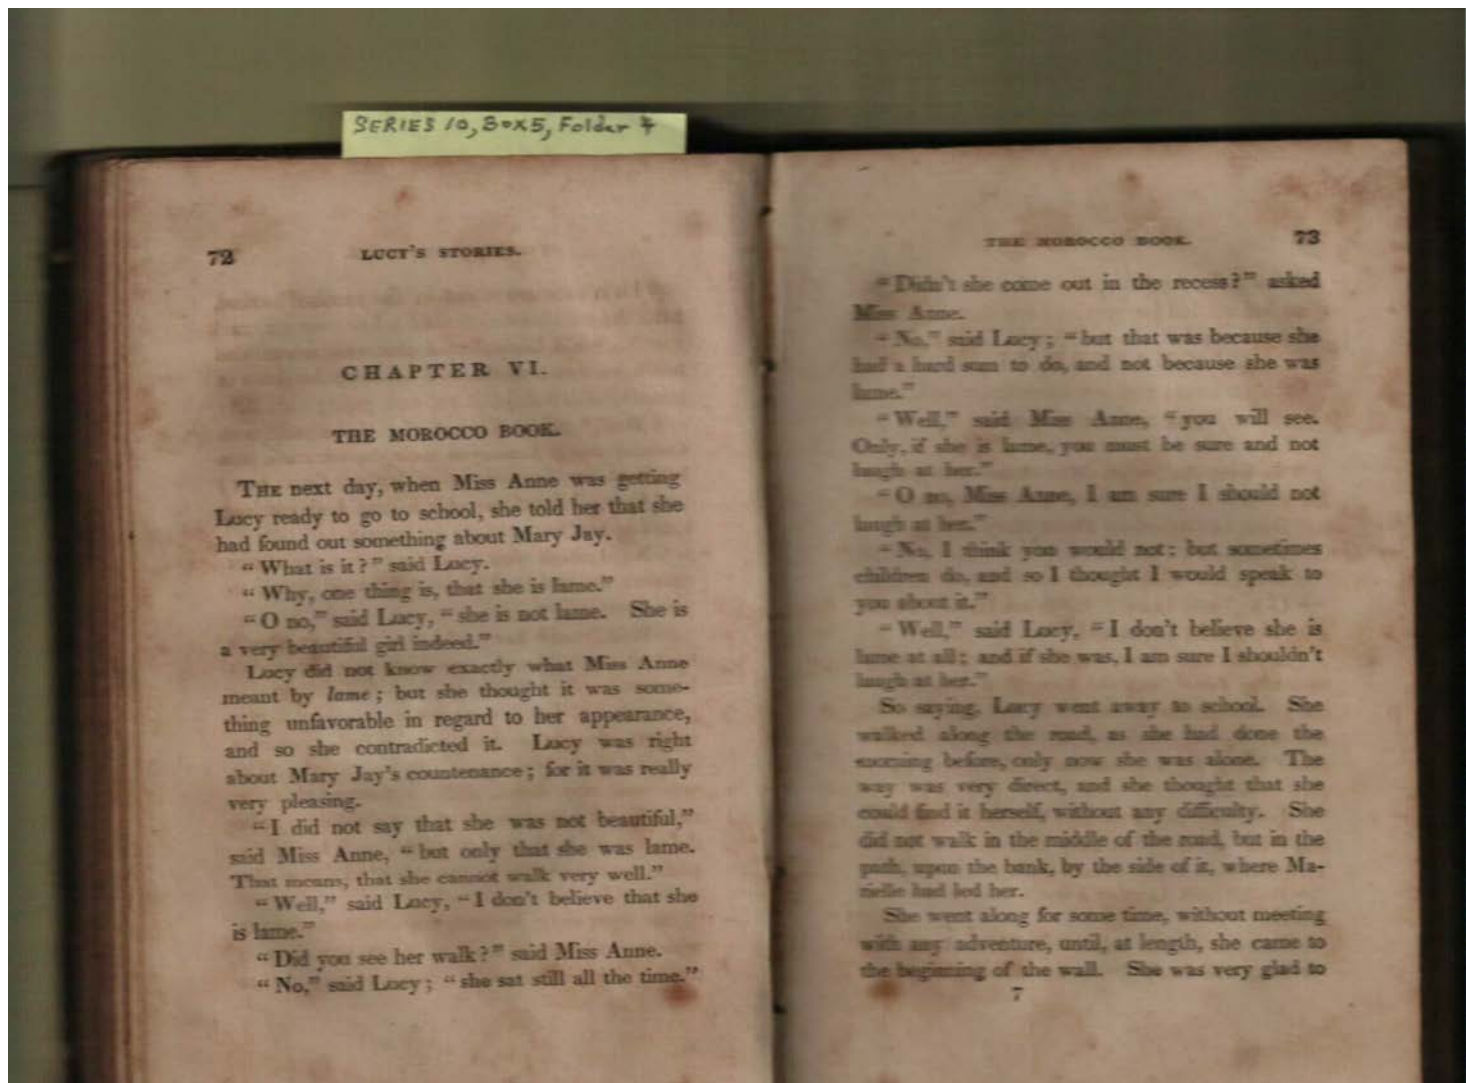 SERIES 10, Box5, Folder 4
72 LUCY'S STORIES.
CHAPTER VI.
THE MOROCCO BOOK.
THE next day, when Miss Anne was getting
Lucy ready to go to school, she told her that she
had found out something about Mary Jay.
"What is it?" said Lucy.
"Why, one thing is, that she is lame."
"O no," said Lucy, "she is not lame. She is
a very beautiful girl indeed."
Lucy did not know exactly what Miss Anne
meant by lame; but she thought it was some-
thing unfavorable in regard to her appearance,
and so she contradicted it. Lucy was right
about Mary Jay's countenance; for it was really
very pleasing.
"I did not say that she was not beautiful,"
said Miss Anne, "but only that she was lame.
That means, that she cannot walk very well."
"Well," said Lucy, "I don't believe that she
is lame."
"Did you see her walk?" said Miss Anne.
"No," said Lucy; "she sat still all the time."
THE MOROCCO BOOK. 73
"Didn't she come out in the recess?" asked
Miss Anne.
"No," said Lucy; "but that was because she
had a hard sum to do, and not because she was
lame."
"Well," said Miss Anne, "you will see.
Only, if she is lame, you must be sure and not
laugh at her."
"O no, Miss Anne, I am sure I should not
laugh at her."
"No, I think you would not; but sometimes
children do, and so I thought I would speak to
you about it."
"Well," said Lucy, "I don't believe she is
lame at all; and if she was, I am sure I shouldn't
laugh at her."
So saying, Lucy went away to school. She
walked along the road, as she had done the
morning before, only now she was alone. The
way was very direct, and she thought that she
could find it herself, without any difficulty. She
did not walk in the middle of the road, but in the
path, upon the bank, by the side of it, where Ma-
rielle had led her.
She went along for some time, without meeting
with any adventure, until, at length, she came to
the beginning of the wall. She was very glad to
7